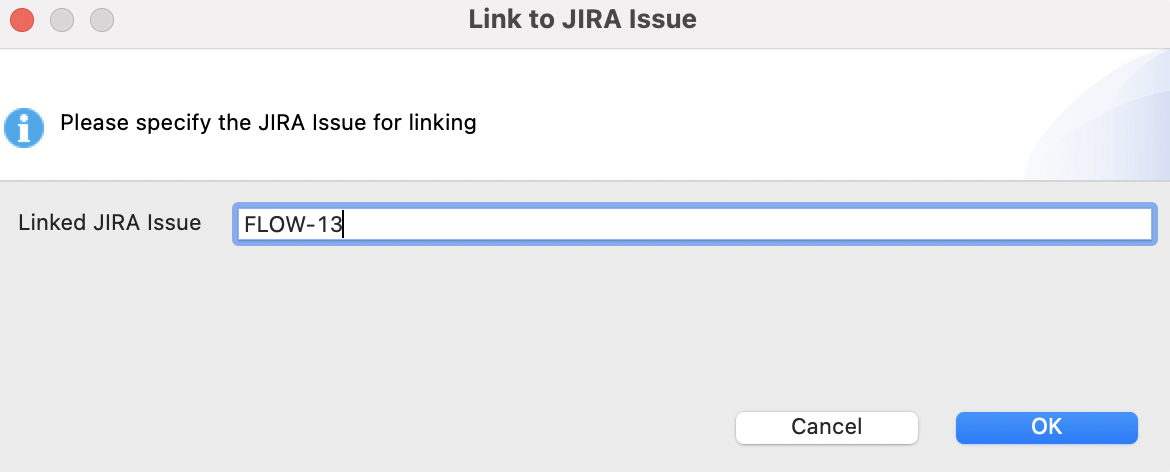 Link to JIRA Issue
Please specify the JIRA Issue for linking
Linked JIRA Issue FLOW-13
Cancel OK